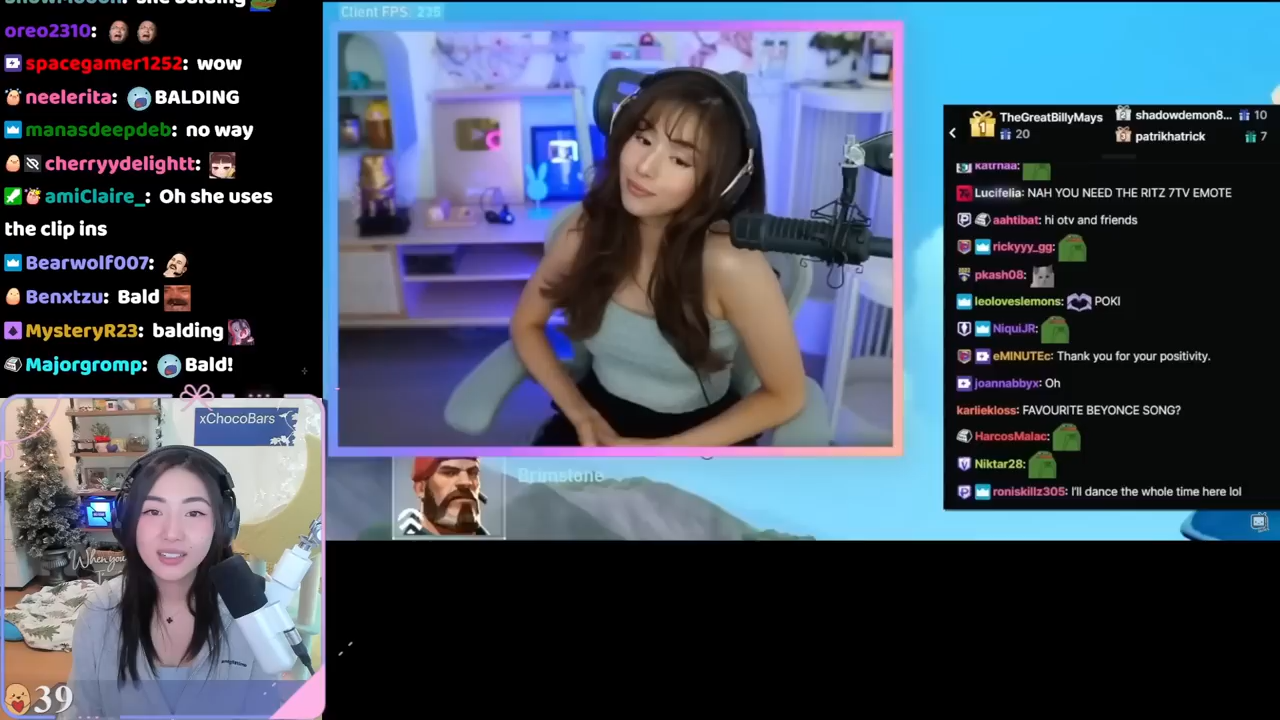 oreo2310:
spacegamer1252: wow
neelerita: BALDING
manasdeepdeb: no way
cherryydelightt:
amiClaire_: Oh she uses
the clip ins
Bearwolf007:
Benxtzu: Bald
MysteryR23: balding
Majorgromp: Bald!
xChocoBars
When you
39
Client FPS: 235
Brimstone
TheGreatBillyMays
20
shadowdemon8... 10
patrikhatrick 7
katrhaa:
Lucifelia: NAH YOU NEED THE RITZ 7TV EMOTE
aahtibat: hi otv and friends
rickyyy_gg:
pkash08:
leoloveslemons: POKI
NiquiJR:
eMINUTEc: Thank you for your positivity.
joannabbyx: Oh
karliekloss: FAVOURITE BEYONCE SONG?
HarcosMalac:
Niktar28:
roniskillz305: I'll dance the whole time here lol